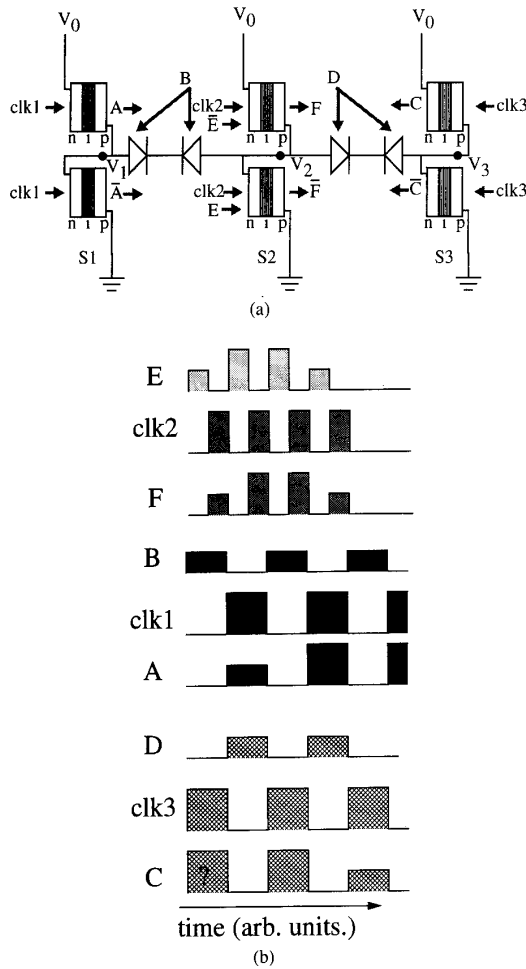 V0 V0 V0
B D
clk1 A clk2 F C clk3
E̅
n i p n i p n i p
V1 V2 V3
clk1 A̅ clk2 F̅ C̅ clk3
E
n i p n i p n i p
S1 S2 S3
(a)
E
clk2
F
B
clk1
A
D
clk3
C ?
time (arb. units.)
(b)